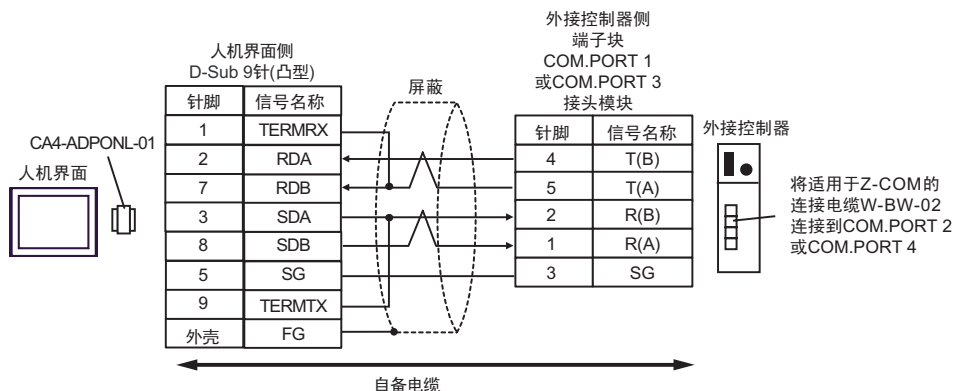 外接控制器侧
端子块
COM.PORT 1
或COM.PORT 3
接头模块
人机界面侧
D-Sub 9针(凸型)
屏蔽
针脚 信号名称
1 TERMRX
2 RDA
7 RDB
3 SDA
8 SDB
5 SG
9 TERMTX
外壳 FG
针脚 信号名称
4 T(B)
5 T(A)
2 R(B)
1 R(A)
3 SG
CA4-ADPONL-01
人机界面
外接控制器
将适用于Z-COM的
连接电缆W-BW-02
连接到COM.PORT 2
或COM.PORT 4
自备电缆